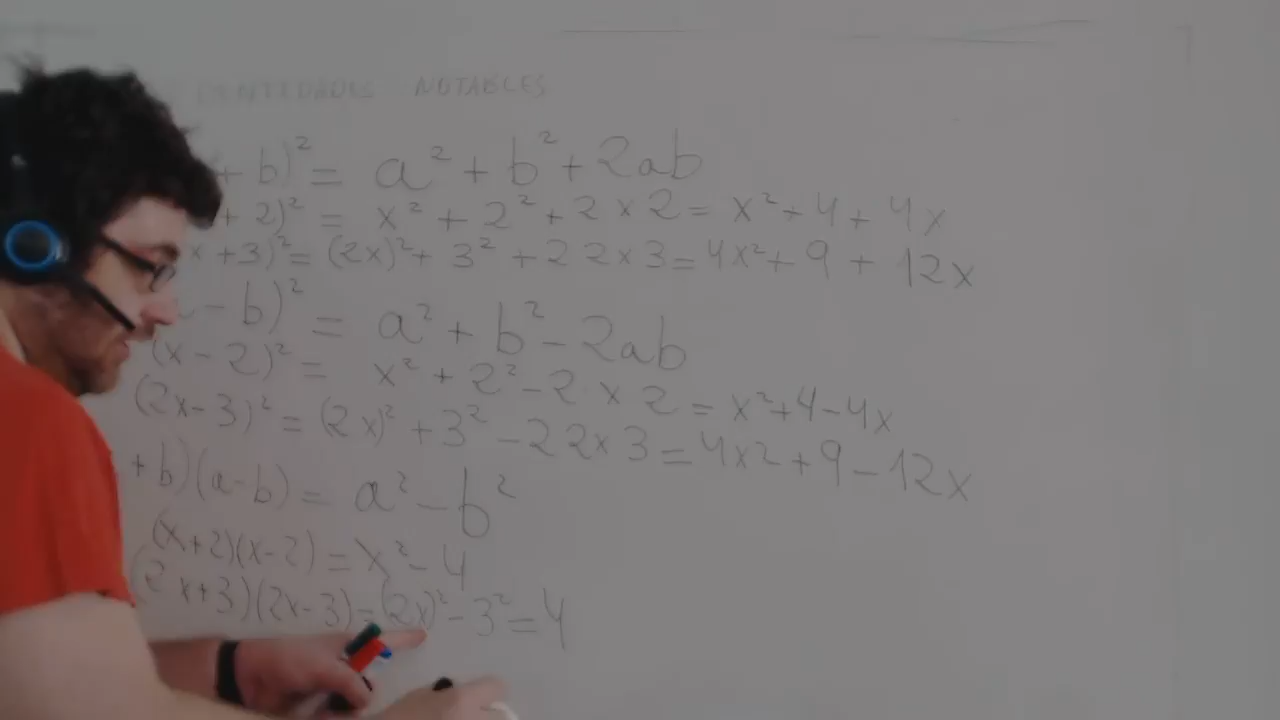 NOTABLES
+ b)² = a² + b² + 2ab
+ 2)² = x² + 2² + 2 x 2 = x² + 4 + 4x
x + 3)² = (2x)² + 3² + 2 2x 3 = 4x² + 9 + 12x
- b)² = a² + b² - 2ab
(x - 2)² = x² + 2² - 2 x 2 = x² + 4 - 4x
(2x - 3)² = (2x)² + 3² - 2 2x 3 = 4x2 + 9 - 12x
+ b)(a - b) = a² - b²
(x + 2)(x - 2) = x² - 4
(2x + 3)(2x - 3) = (2x)² - 3² = 4